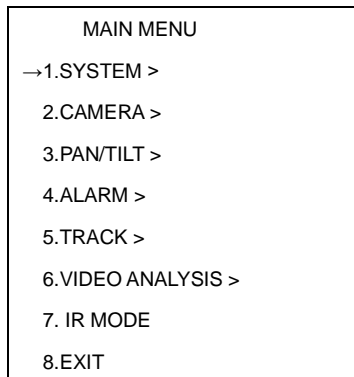 MAIN MENU
→1.SYSTEM >
2.CAMERA >
3.PAN/TILT >
4.ALARM >
5.TRACK >
6.VIDEO ANALYSIS >
7. IR MODE
8.EXIT